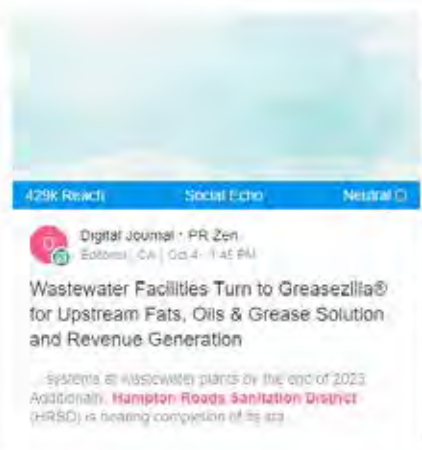 429k Reach Social Echo Neutral
D
Digital Journal · PR Zen
Editorial | CA | Oct 4 - 1:45 PM
Wastewater Facilities Turn to Greasezilla®
for Upstream Fats, Oils & Grease Solution
and Revenue Generation
... systems at wastewater plants by the end of 2023.
Additionally, Hampton Roads Sanitation District
(HRSD) is nearing completion of its